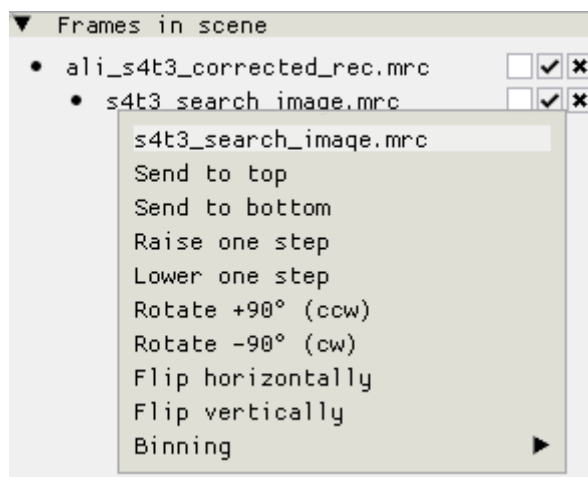 Frames in scene
ali_s4t3_corrected_rec.mrc
s4t3_search_image.mrc
s4t3_search_image.mrc
Send to top
Send to bottom
Raise one step
Lower one step
Rotate +90° (ccw)
Rotate -90° (cw)
Flip horizontally
Flip vertically
Binning